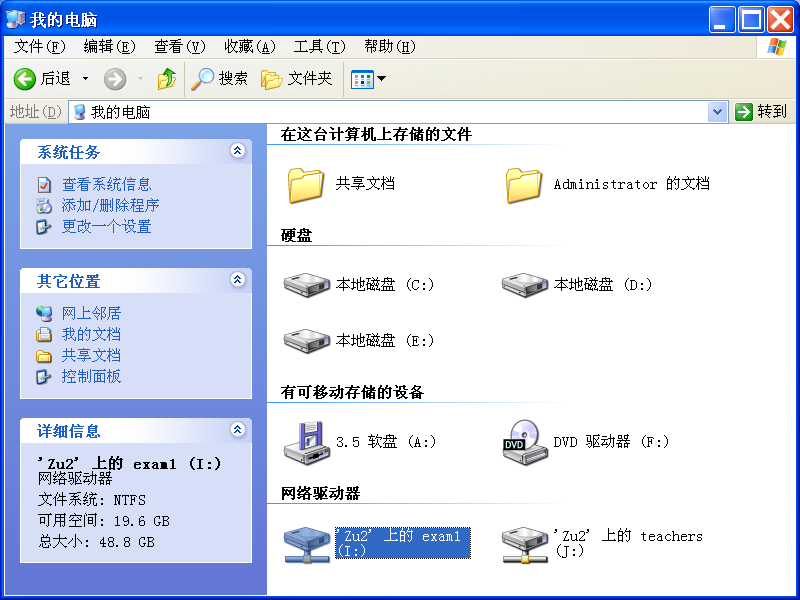 我的电脑
文件(F) 编辑(E) 查看(V) 收藏(A) 工具(T) 帮助(H)
后退 搜索 文件夹
地址(D) 我的电脑 转到
系统任务
查看系统信息
添加/删除程序
更改一个设置
其它位置
网上邻居
我的文档
共享文档
控制面板
详细信息
'Zu2' 上的 exam1 (I:)
网络驱动器
文件系统: NTFS
可用空间: 19.6 GB
总大小: 48.8 GB
在这台计算机上存储的文件
共享文档 Administrator 的文档
硬盘
本地磁盘 (C:) 本地磁盘 (D:)
本地磁盘 (E:)
有可移动存储的设备
3.5 软盘 (A:) DVD DVD 驱动器 (F:)
网络驱动器
'Zu2' 上的 exam1 (I:)
'Zu2' 上的 teachers (J:)